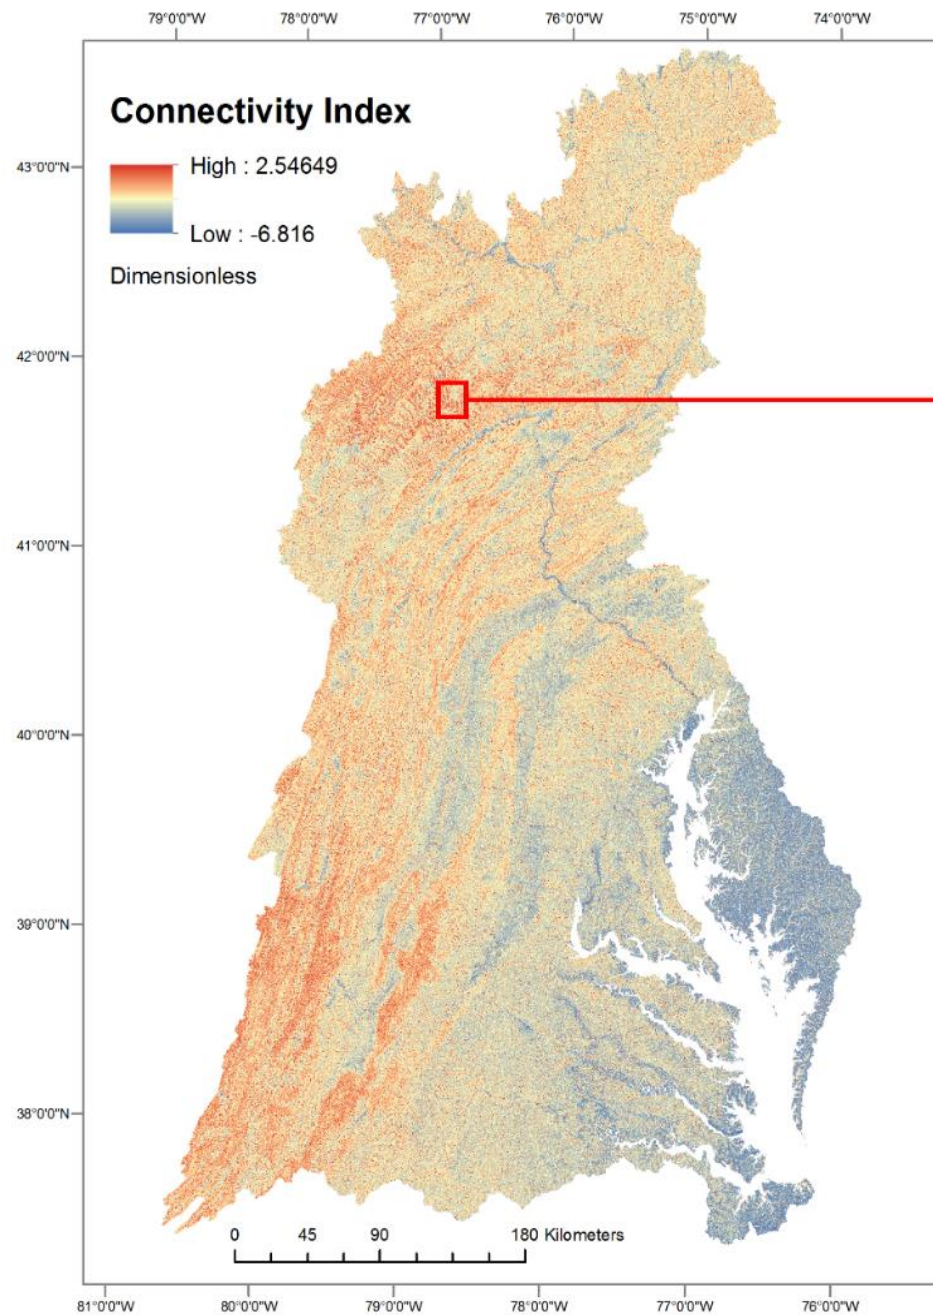 79°0'0"W 78°0'0"W 77°0'0"W 76°0'0"W 75°0'0"W 74°0'0"W
Connectivity Index
High : 2.54649
Low : -6.816
Dimensionless
43°0'0"N
42°0'0"N
41°0'0"N
40°0'0"N
39°0'0"N
38°0'0"N
0 45 90 180 Kilometers
81°0'0"W 80°0'0"W 79°0'0"W 78°0'0"W 77°0'0"W 76°0'0"W